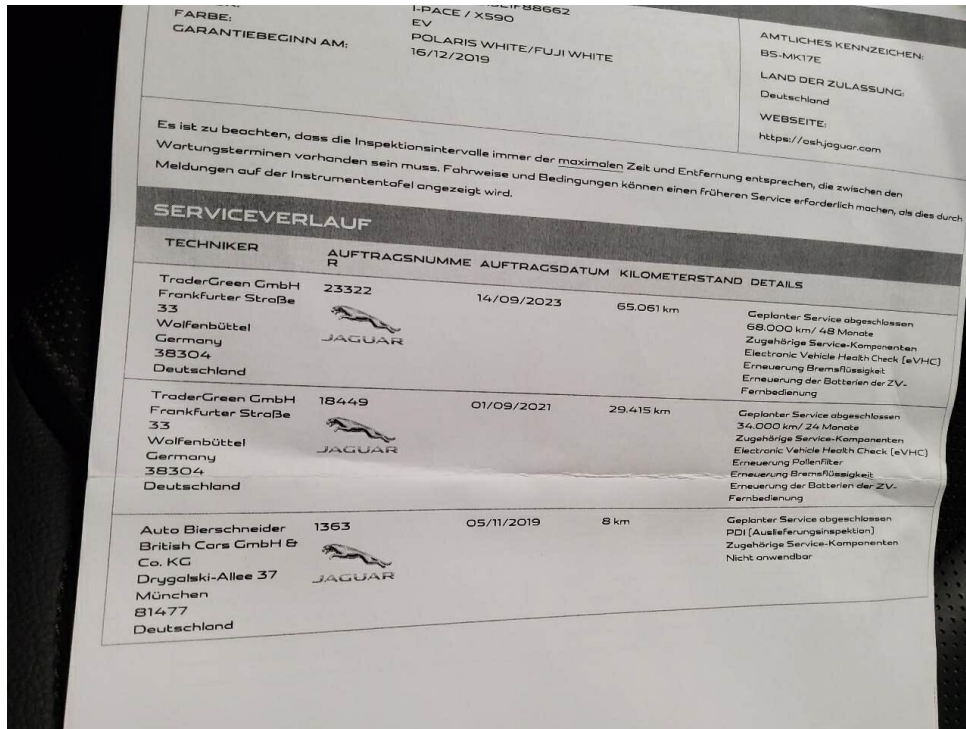 I-PACE / X590
FARBE:
EV
GARANTIEBEGINN AM:
POLARIS WHITE/FUJI WHITE
16/12/2019
AMTLICHES KENNZEICHEN:
BS-MK17E
LAND DER ZULASSUNG:
Deutschland
WEBSEITE:
https://osh.jaguar.com
Es ist zu beachten, dass die Inspektionsintervalle immer der maximalen Zeit und Entfernung entsprechen, die zwischen den
Wartungsterminen vorhanden sein muss. Fahrweise und Bedingungen können einen früheren Service erforderlich machen, als dies durch
Meldungen auf der Instrumententafel angezeigt wird.
SERVICEVERLAUF
TECHNIKER
AUFTRAGSNUMME
R
AUFTRAGSDATUM
KILOMETERSTAND
DETAILS
TraderGreen GmbH
Frankfurter Straße
33
Wolfenbüttel
Germany
38304
Deutschland
23322
JAGUAR
14/09/2023
65.061 km
Geplanter Service abgeschlossen
68.000 km/ 48 Monate
Zugehörige Service-Komponenten
Electronic Vehicle Health Check (eVHC)
Erneuerung Bremsflüssigkeit
Erneuerung der Batterien der ZV-
Fernbedienung
TraderGreen GmbH
Frankfurter Straße
33
Wolfenbüttel
Germany
38304
Deutschland
18449
JAGUAR
01/09/2021
29.415 km
Geplanter Service abgeschlossen
34.000 km/ 24 Monate
Zugehörige Service-Komponenten
Electronic Vehicle Health Check (eVHC)
Erneuerung Pollenfilter
Erneuerung Bremsflüssigkeit
Erneuerung der Batterien der ZV-
Fernbedienung
Auto Bierschneider
British Cars GmbH &
Co. KG
Drygalski-Allee 37
München
81477
Deutschland
1363
JAGUAR
05/11/2019
8 km
Geplanter Service abgeschlossen
PDI (Auslieferungsinspektion)
Zugehörige Service-Komponenten
Nicht anwendbar